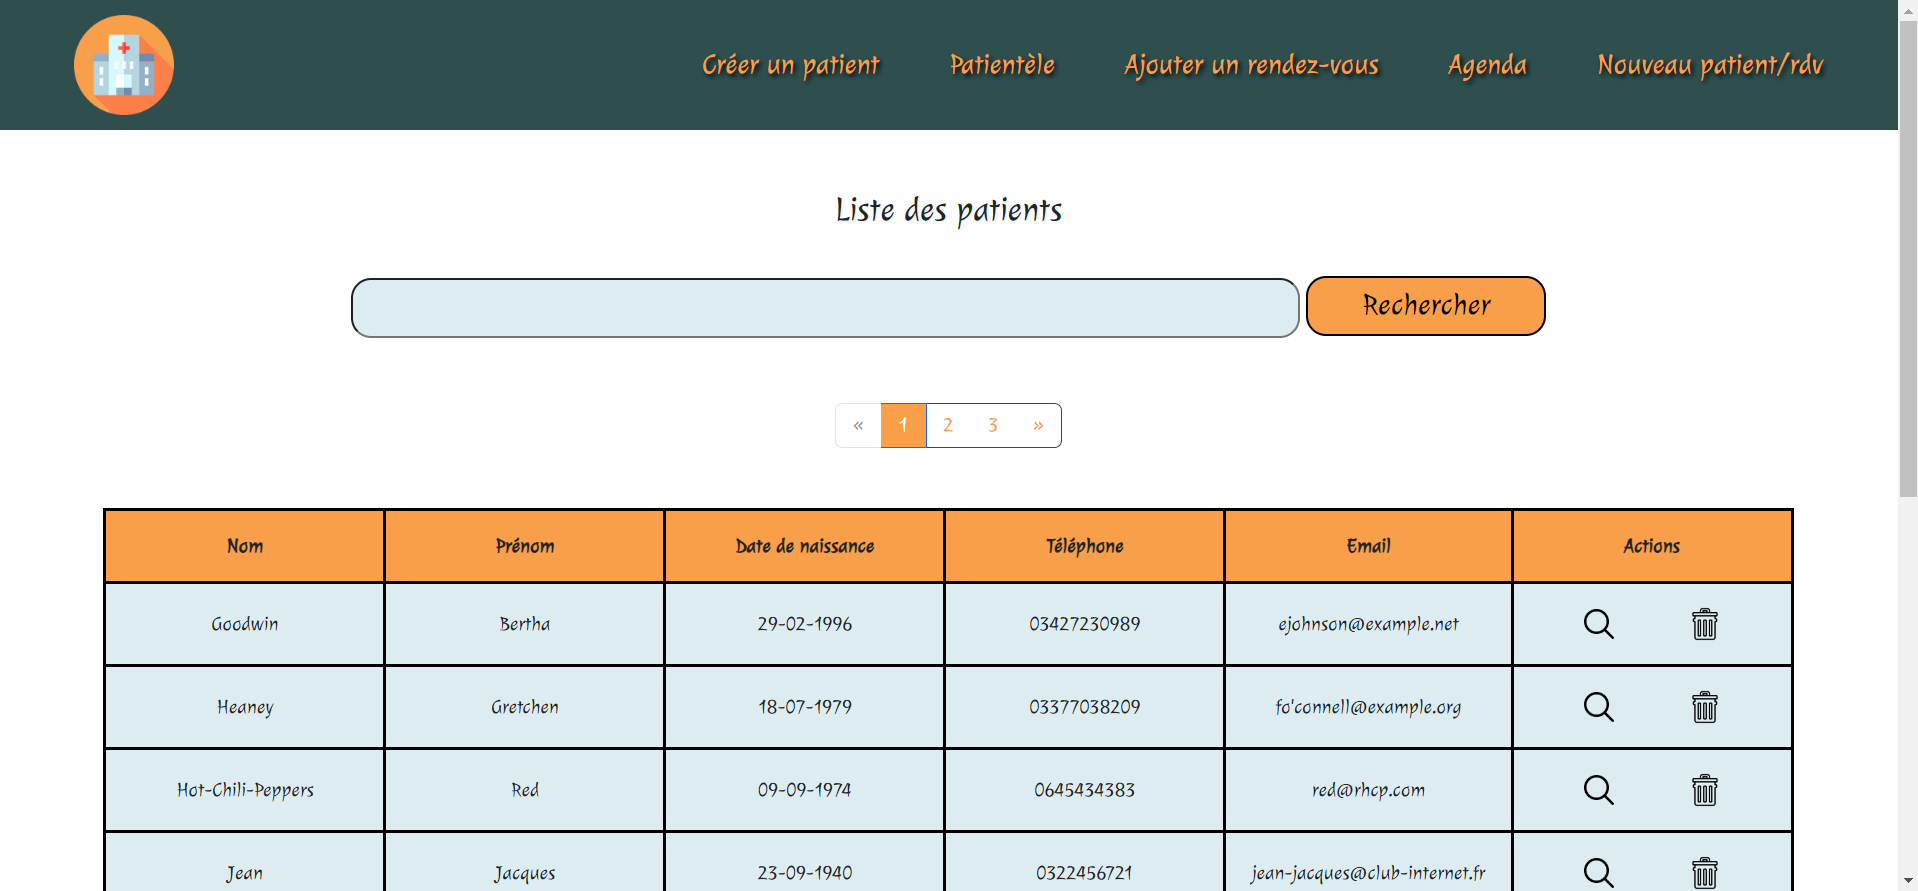 Créer un patient Patientèle Ajouter un rendez-vous Agenda Nouveau patient/rdv
Liste des patients
Rechercher
« 1 2 3 »
Nom Prénom Date de naissance Téléphone Email Actions
Goodwin Bertha 29-02-1996 03427230989 ejohnson@example.net
Heaney Gretchen 18-07-1979 03377038209 fo'connell@example.org
Hot-Chili-Peppers Red 09-09-1974 0645434383 red@rhcp.com
Jean Jacques 23-09-1940 0322456721 jean-jacques@club-internet.fr